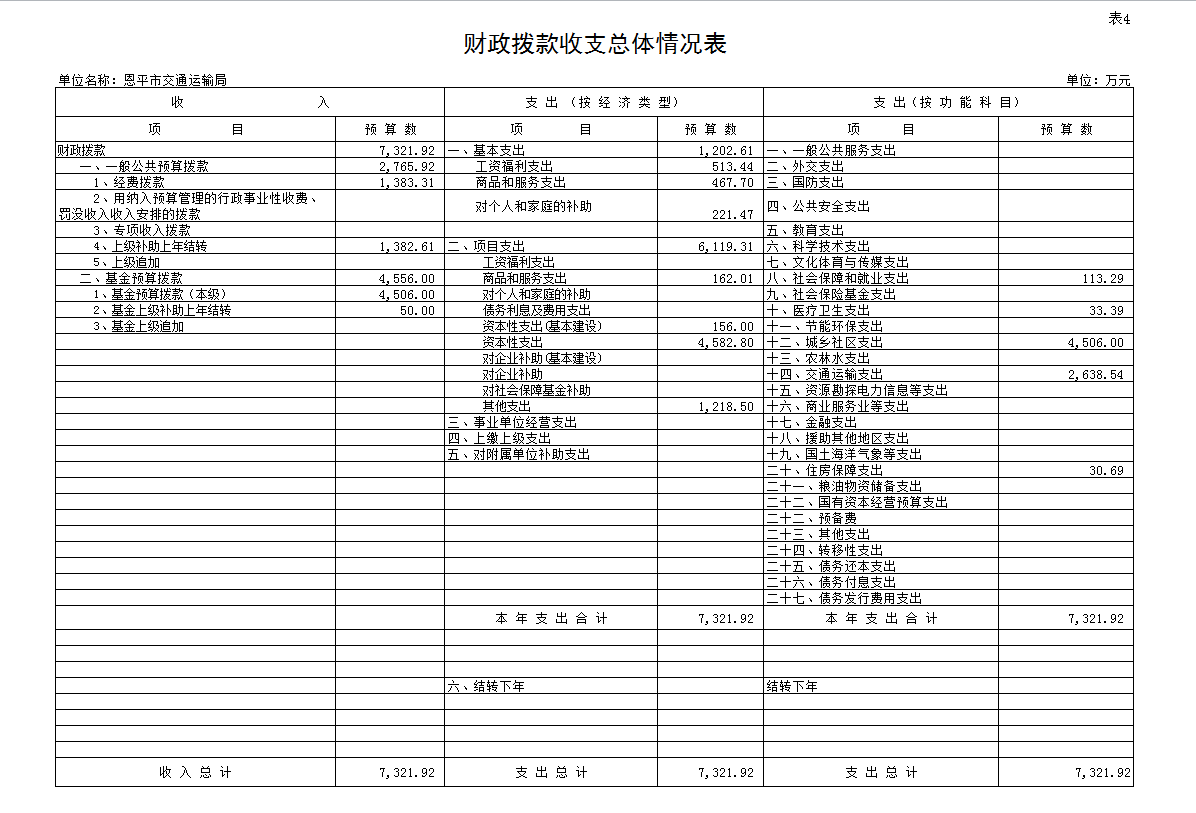 表4
财政拨款收支总体情况表
单位名称：恩平市交通运输局 单位：万元
收 入 支 出 （按 经 济 类 型） 支 出（按 功 能 科 目）
项 目 预 算 数 项 目 预 算 数 项 目 预 算 数
财政拨款 7,321.92 一、基本支出 1,202.61 一、一般公共服务支出
一、一般公共预算拨款 2,765.92 工资福利支出 513.44 二、外交支出
1、经费拨款 1,383.31 商品和服务支出 467.70 三、国防支出
2、用纳入预算管理的行政事业性收费、
罚没收入收入安排的拨款 对个人和家庭的补助 221.47 四、公共安全支出
3、专项收入拨款 五、教育支出
4、上级补助上年结转 1,382.61 二、项目支出 6,119.31 六、科学技术支出
5、上级追加 工资福利支出 七、文化体育与传媒支出
二、基金预算拨款 4,556.00 商品和服务支出 162.01 八、社会保障和就业支出 113.29
1、基金预算拨款（本级） 4,506.00 对个人和家庭的补助 九、社会保险基金支出
2、基金上级补助上年结转 50.00 债务利息及费用支出 十、医疗卫生支出 33.39
3、基金上级追加 资本性支出(基本建设) 156.00 十一、节能环保支出
资本性支出 4,582.80 十二、城乡社区支出 4,506.00
对企业补助(基本建设) 十三、农林水支出
对企业补助 十四、交通运输支出 2,638.54
对社会保障基金补助 十五、资源勘探电力信息等支出
其他支出 1,218.50 十六、商业服务业等支出
三、事业单位经营支出 十七、金融支出
四、上缴上级支出 十八、援助其他地区支出
五、对附属单位补助支出 十九、国土海洋气象等支出
二十、住房保障支出 30.69
二十一、粮油物资储备支出
二十二、国有资本经营预算支出
二十二、预备费
二十三、其他支出
二十四、转移性支出
二十五、债务还本支出
二十六、债务付息支出
二十七、债务发行费用支出
本 年 支 出 合 计 7,321.92 本 年 支 出 合 计 7,321.92
六、结转下年 结转下年
收 入 总 计 7,321.92 支 出 总 计 7,321.92 支 出 总 计 7,321.92